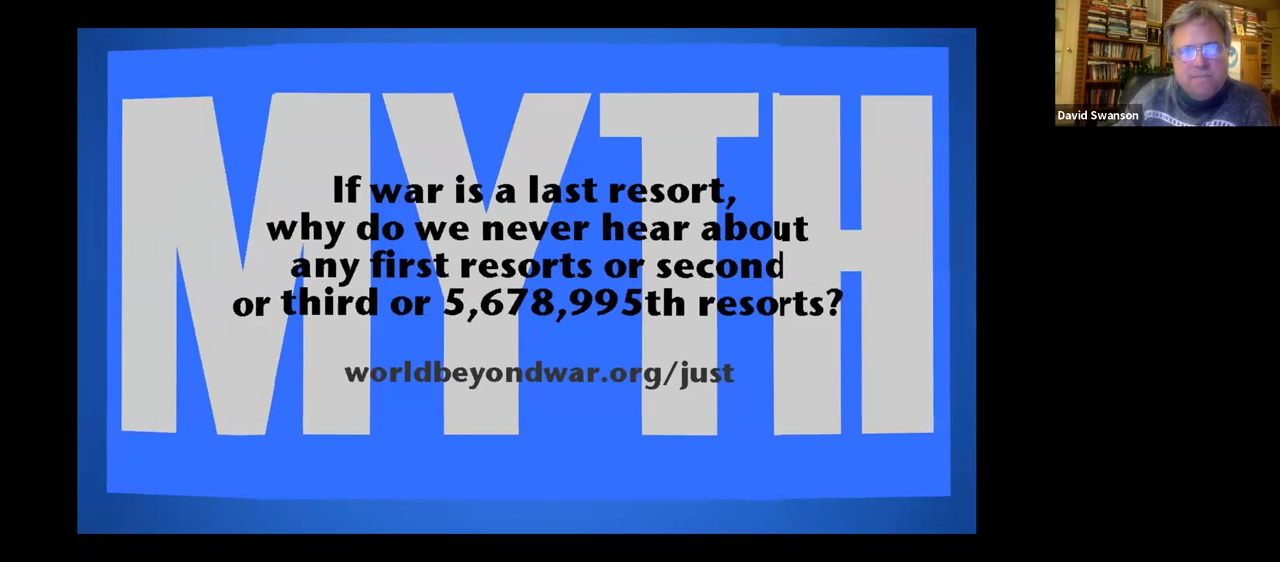 MYTH
If war is a last resort,
why do we never hear about
any first resorts or second
or third or 5,678,995th resorts?
worldbeyondwar.org/just
David Swanson